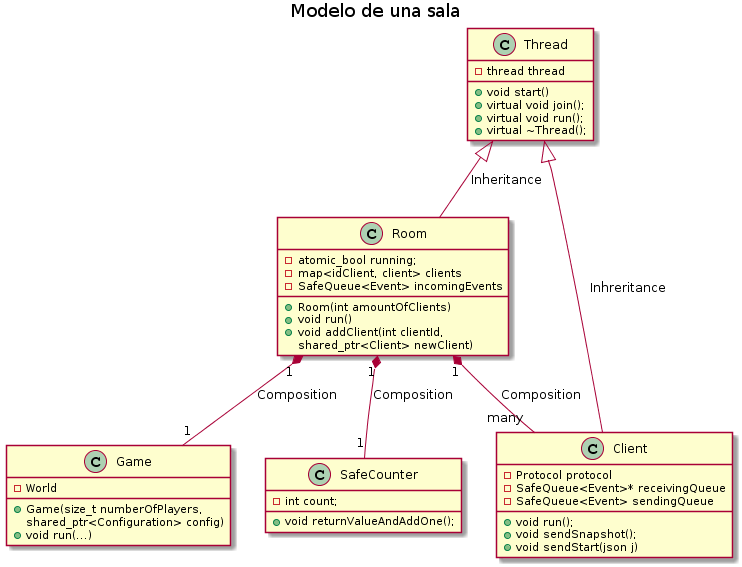 Modelo de una sala
C Thread
thread thread
void start()
virtual void join();
virtual void run();
virtual ~Thread();
Inheritance
C Room
atomic_bool running;
map<idClient, client> clients
SafeQueue<Event> incomingEvents
Room(int amountOfClients)
void run()
void addClient(int clientId,
shared_ptr<Client> newClient)
Inhreritance
1 1 1
Composition Composition Composition
1 1 many
C Game
World
Game(size_t numberOfPlayers,
shared_ptr<Configuration> config)
void run(...)
C SafeCounter
int count;
void returnValueAndAddOne();
C Client
Protocol protocol
SafeQueue<Event>* receivingQueue
SafeQueue<Event> sendingQueue
void run();
void sendSnapshot();
void sendStart(json j)